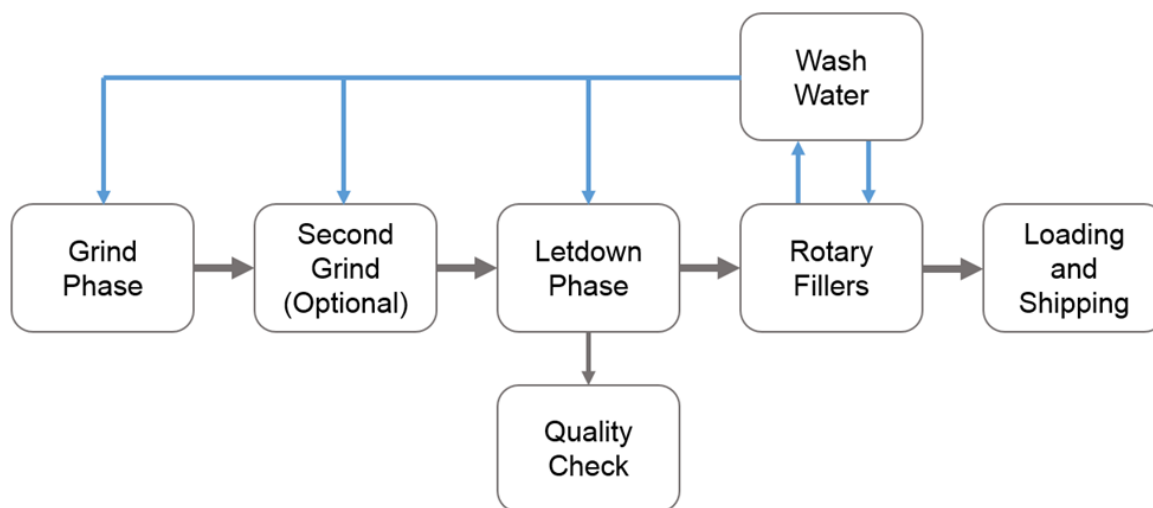 Wash
Water
Grind
Phase
Second
Grind
(Optional)
Letdown
Phase
Rotary
Fillers
Loading
and
Shipping
Quality
Check